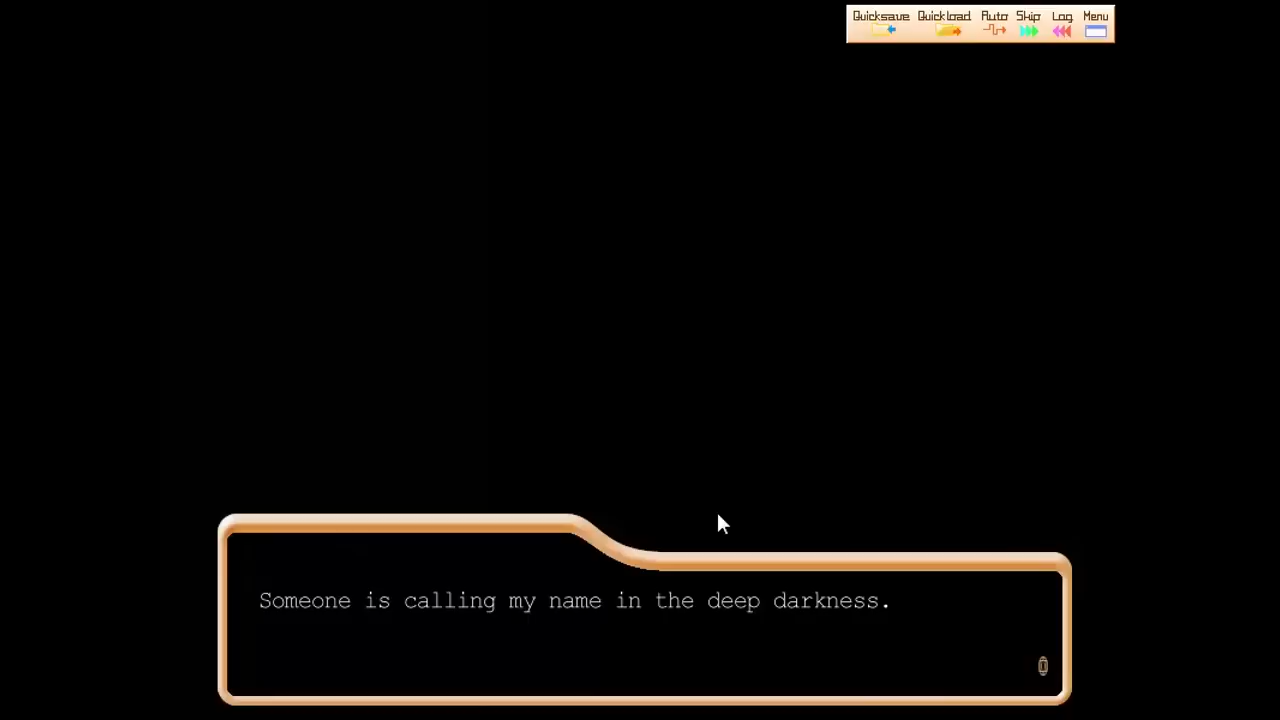 Quicksave Quickload Auto Skip Log Menu
Someone is calling my name in the deep darkness.